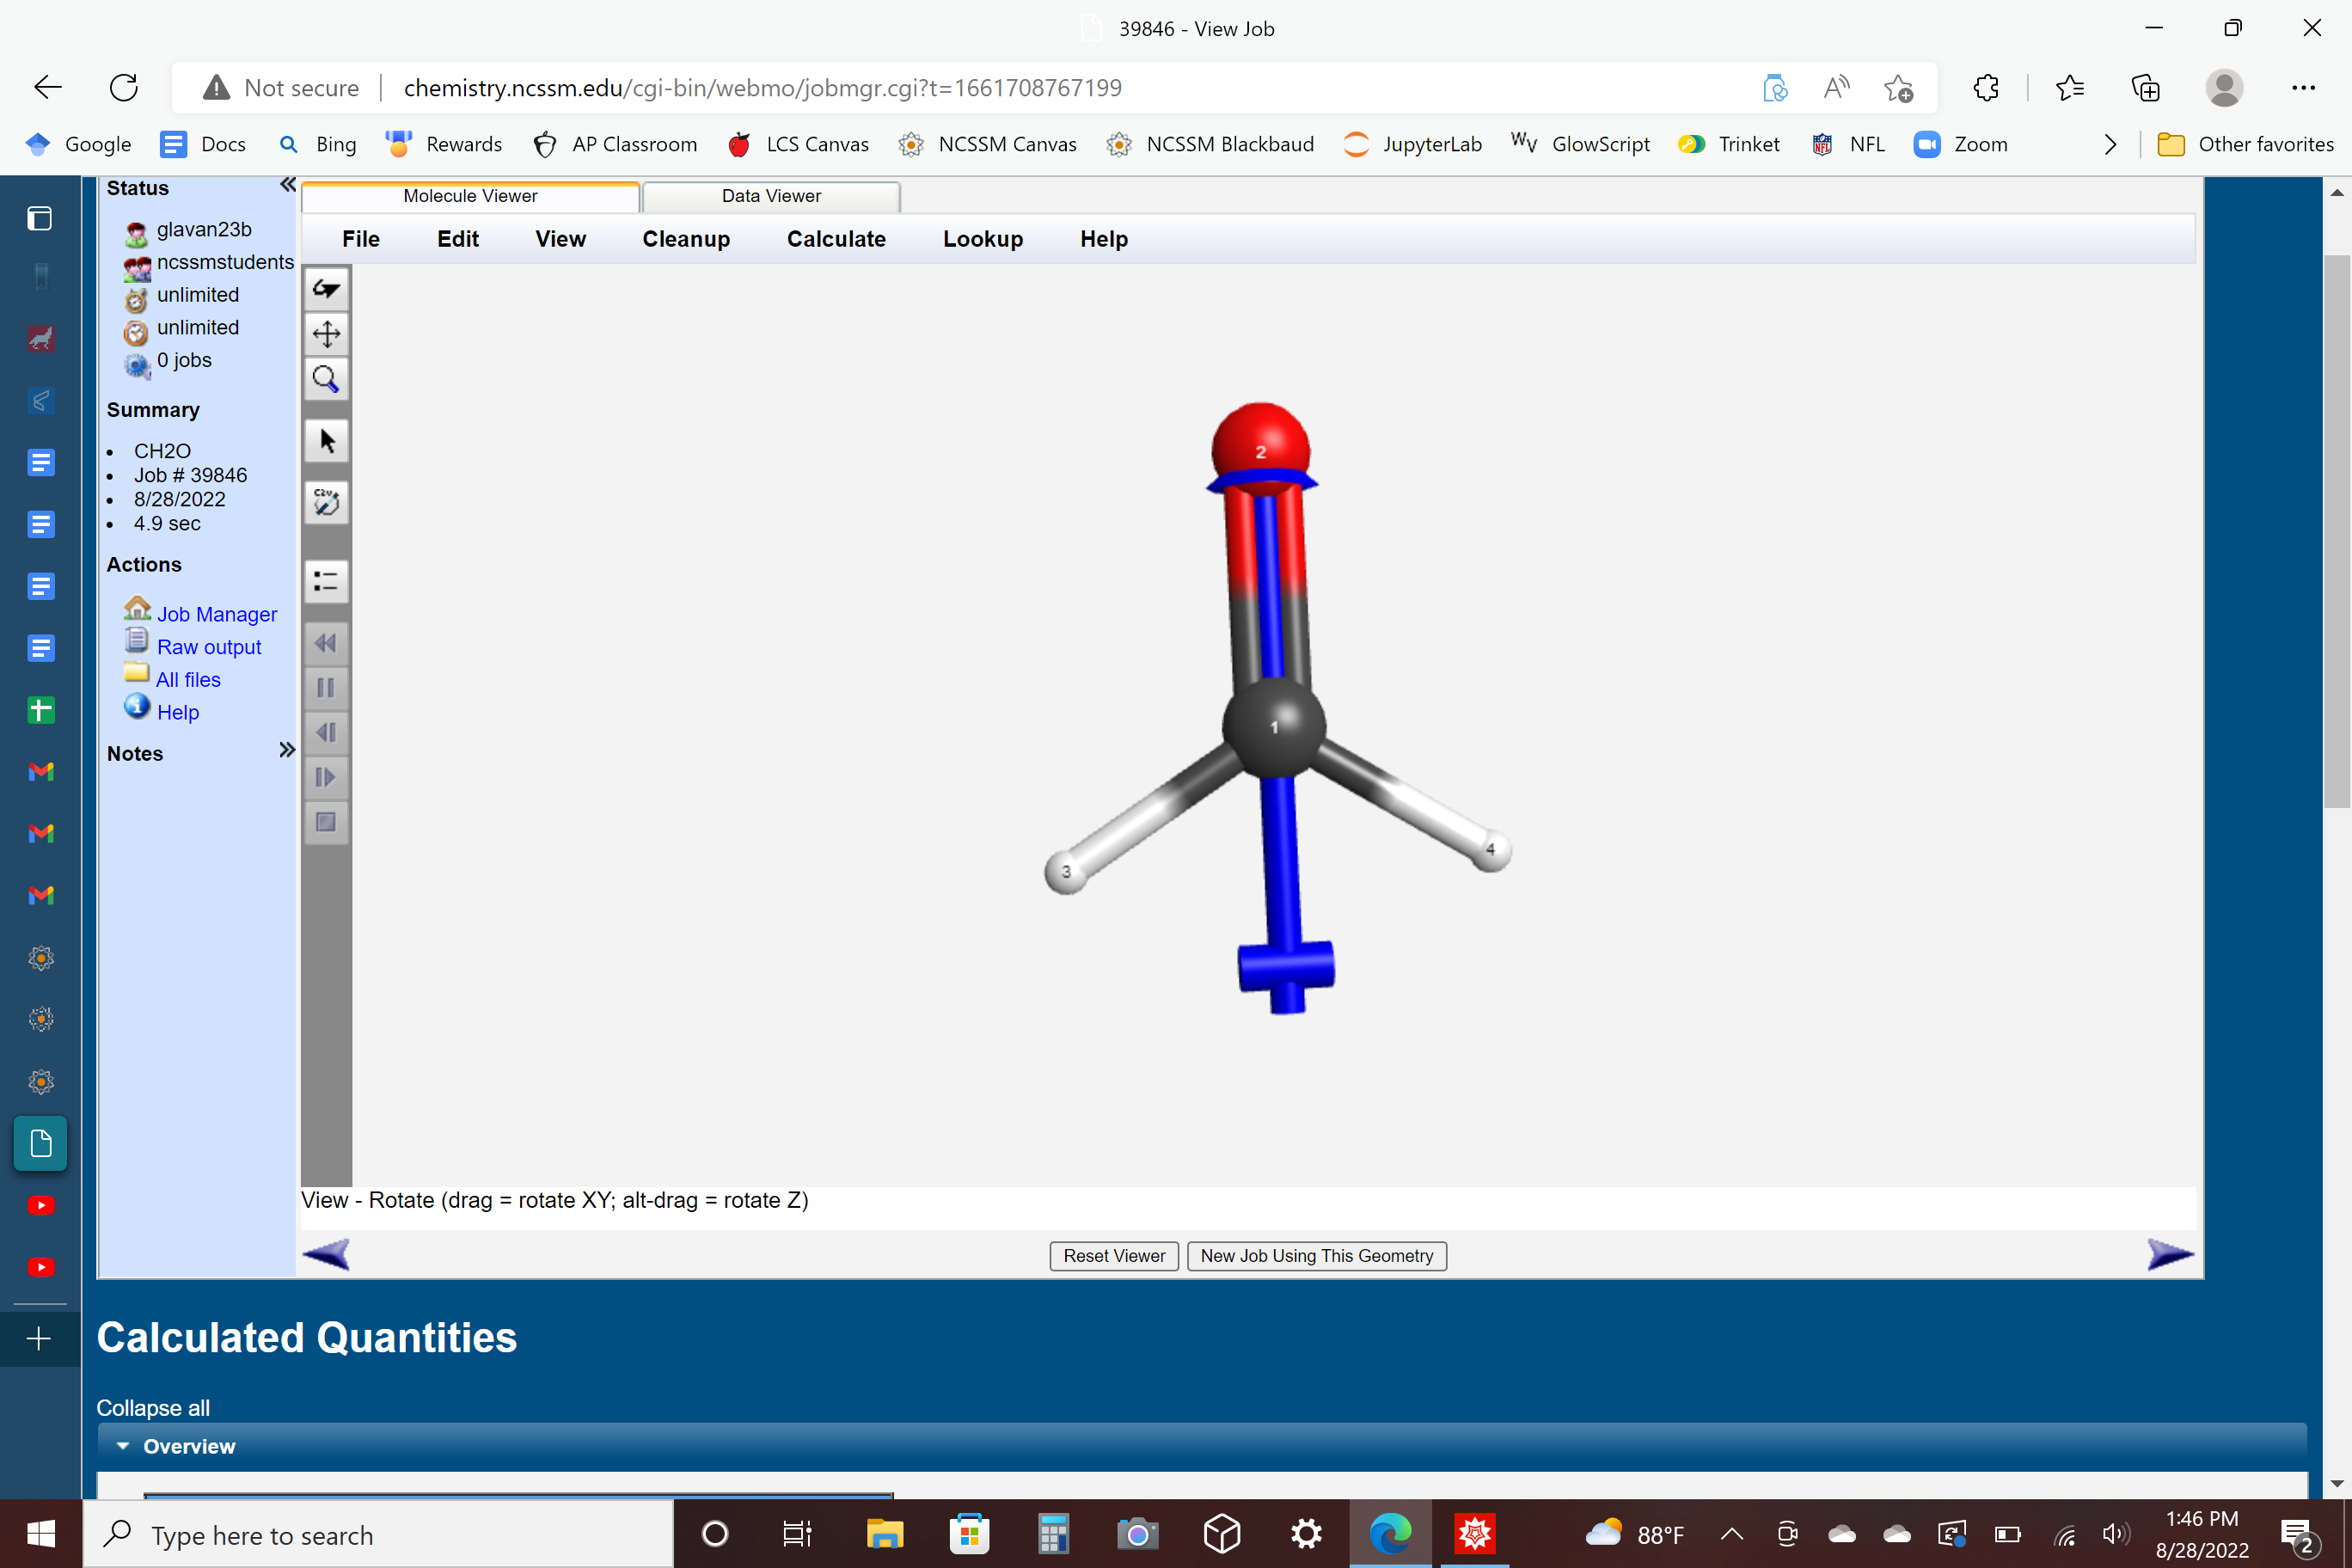 39846 - View Job
Not secure
chemistry.ncssm.edu/cgi-bin/webmo/jobmgr.cgi?t=1661708767199
Google Docs Bing Rewards AP Classroom LCS Canvas NCSSM Canvas NCSSM Blackbaud JupyterLab GlowScript Trinket NFL Zoom Other favorites
Status
glavan23b
ncssmstudents
unlimited
unlimited
0 jobs
Summary
CH2O
Job # 39846
8/28/2022
4.9 sec
Actions
Job Manager
Raw output
All files
Help
Notes
Molecule Viewer Data Viewer
File Edit View Cleanup Calculate Lookup Help
C2v
2
1
3
4
View - Rotate (drag = rotate XY; alt-drag = rotate Z)
Reset Viewer New Job Using This Geometry
Calculated Quantities
Collapse all
Overview
Type here to search
88°F
1:46 PM
8/28/2022
2